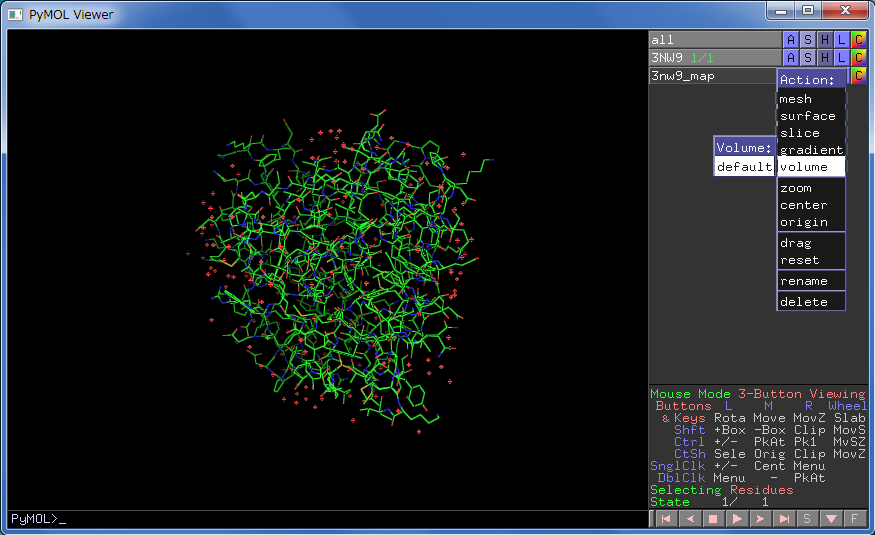 PyMOL Viewer
all A S H L C
3NW9 1/1 A S H L C
3nw9_map C
Action:
mesh
surface
slice
gradient
Volume:
default
volume
zoom
center
origin
drag
reset
rename
delete
Mouse Mode 3-Button Viewing
Buttons L M R Wheel
& Keys Rota Move MovZ Slab
Shft +Box -Box Clip MovS
Ctrl +/- PkAt Pk1 MvSZ
CtSh Sele Orig Clip MovZ
SnglClk +/- Cent Menu
DblClk Menu - PkAt
Selecting Residues
State 1/ 1
PyMOL>_
S F